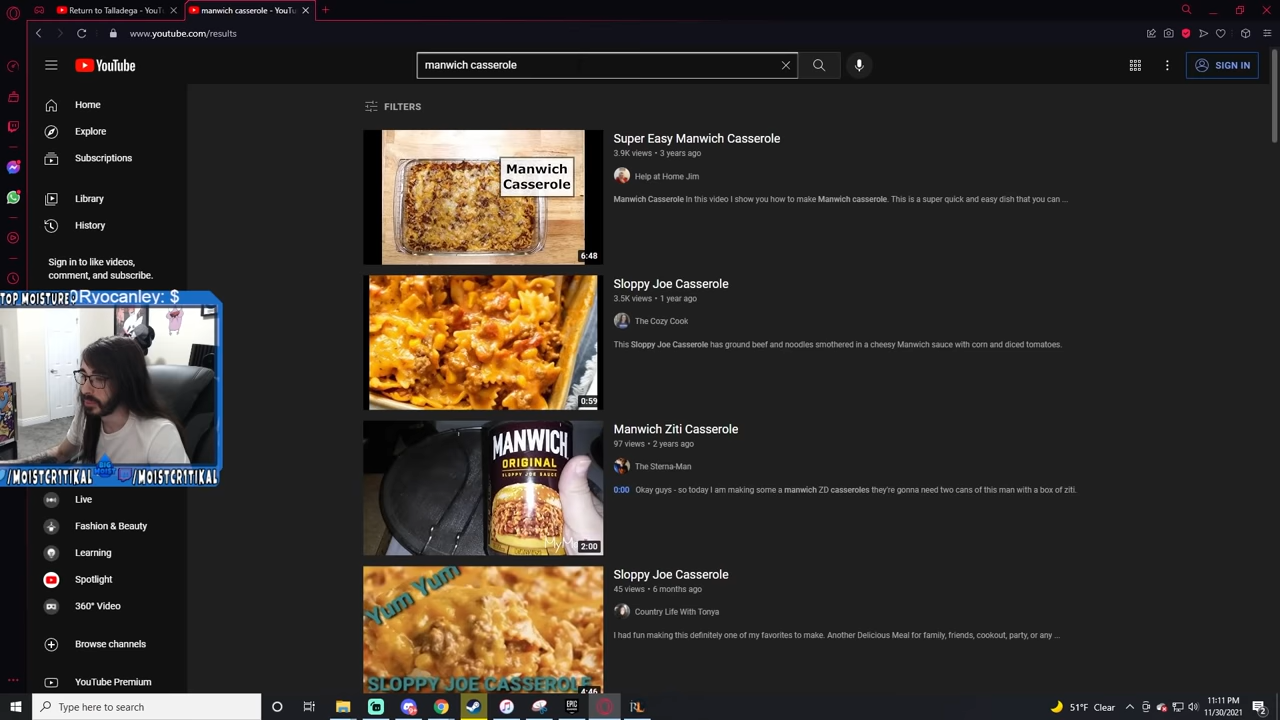 Return to Talladega - YouT
manwich casserole - YouTu
www.youtube.com/results
YouTube
manwich casserole
SIGN IN
Home
Explore
Subscriptions
Library
History
Sign in to like videos,
comment, and subscribe.
TOP MOISTURE:
0Ryocanley: $
/MOISTCR1TIKAL
BIG MOIST
/MOISTCR1TIKAL
Live
Fashion & Beauty
Learning
Spotlight
360° Video
Browse channels
YouTube Premium
FILTERS
Manwich
Casserole
6:48
Super Easy Manwich Casserole
3.9K views • 3 years ago
Help at Home Jim
Manwich Casserole In this video I show you how to make Manwich casserole. This is a super quick and easy dish that you can ...
0:59
Sloppy Joe Casserole
3.5K views • 1 year ago
The Cozy Cook
This Sloppy Joe Casserole has ground beef and noodles smothered in a cheesy Manwich sauce with corn and diced tomatoes.
MANWICH
ORIGINAL
SLOPPY JOE SAUCE
2:00
Manwich Ziti Casserole
97 views • 2 years ago
The Sterna-Man
0:00 Okay guys - so today I am making some a manwich ZD casseroles they're gonna need two cans of this man with a box of ziti.
Yum Yum
SLOPPY JOE CASSEROLE
4:46
Sloppy Joe Casserole
45 views • 6 months ago
Country Life With Tonya
I had fun making this definitely one of my favorites to make. Another Delicious Meal for family, friends, cookout, party, or any ...
Type here to search
EPIC
RL
51°F Clear
11:11 PM
11/30/2021